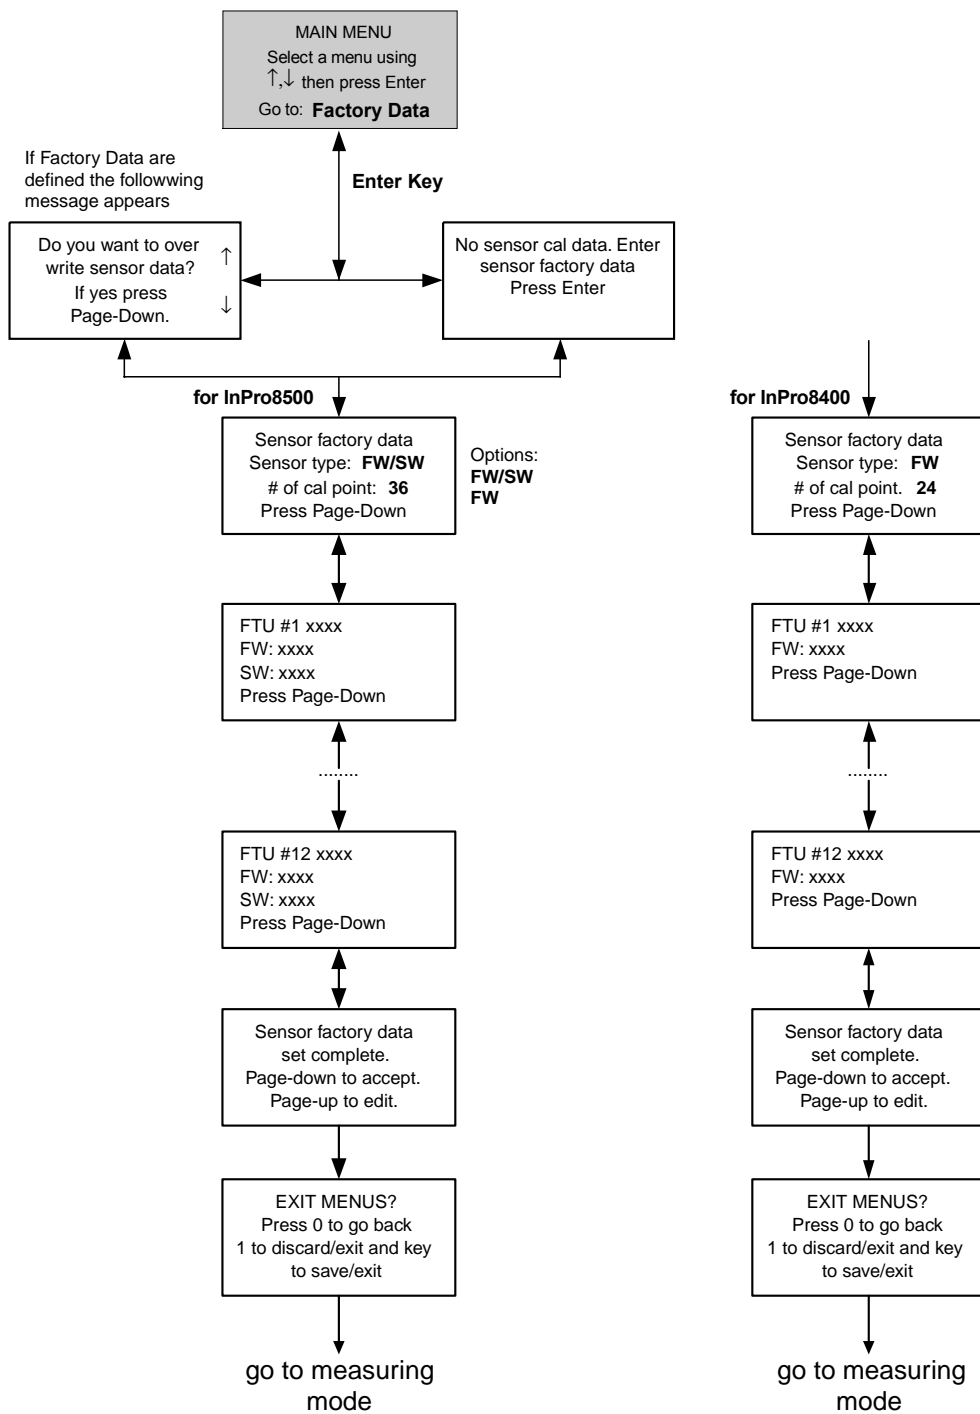 MAIN MENU
Select a menu using
↑,↓ then press Enter
Go to: Factory Data
If Factory Data are
defined the followwing
message appears
Enter Key
Do you want to over
write sensor data? ↑
If yes press
Page-Down. ↓
No sensor cal data. Enter
sensor factory data
Press Enter
for InPro8500
Sensor factory data
Sensor type: FW/SW
# of cal point: 36
Press Page-Down
Options:
FW/SW
FW
FTU #1 xxxx
FW: xxxx
SW: xxxx
Press Page-Down
........
FTU #12 xxxx
FW: xxxx
SW: xxxx
Press Page-Down
Sensor factory data
set complete.
Page-down to accept.
Page-up to edit.
EXIT MENUS?
Press 0 to go back
1 to discard/exit and key
to save/exit
go to measuring
mode
for InPro8400
Sensor factory data
Sensor type: FW
# of cal point. 24
Press Page-Down
FTU #1 xxxx
FW: xxxx
Press Page-Down
........
FTU #12 xxxx
FW: xxxx
Press Page-Down
Sensor factory data
set complete.
Page-down to accept.
Page-up to edit.
EXIT MENUS?
Press 0 to go back
1 to discard/exit and key
to save/exit
go to measuring
mode